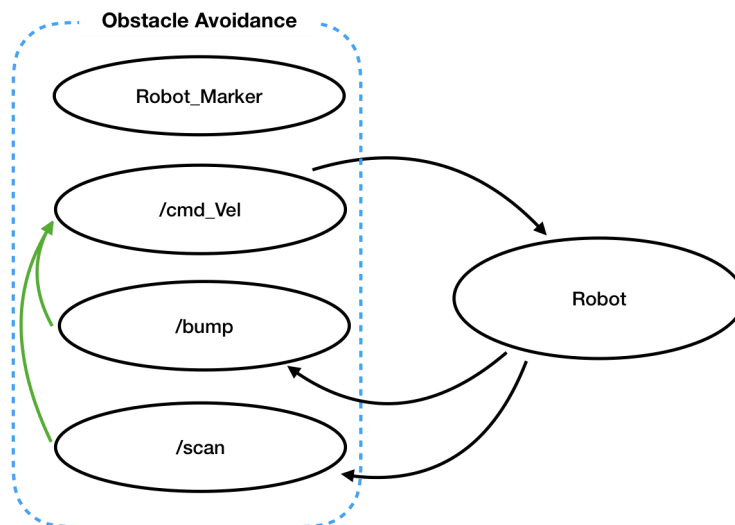 Obstacle Avoidance
Robot_Marker
/cmd_Vel
/bump
Robot
/scan